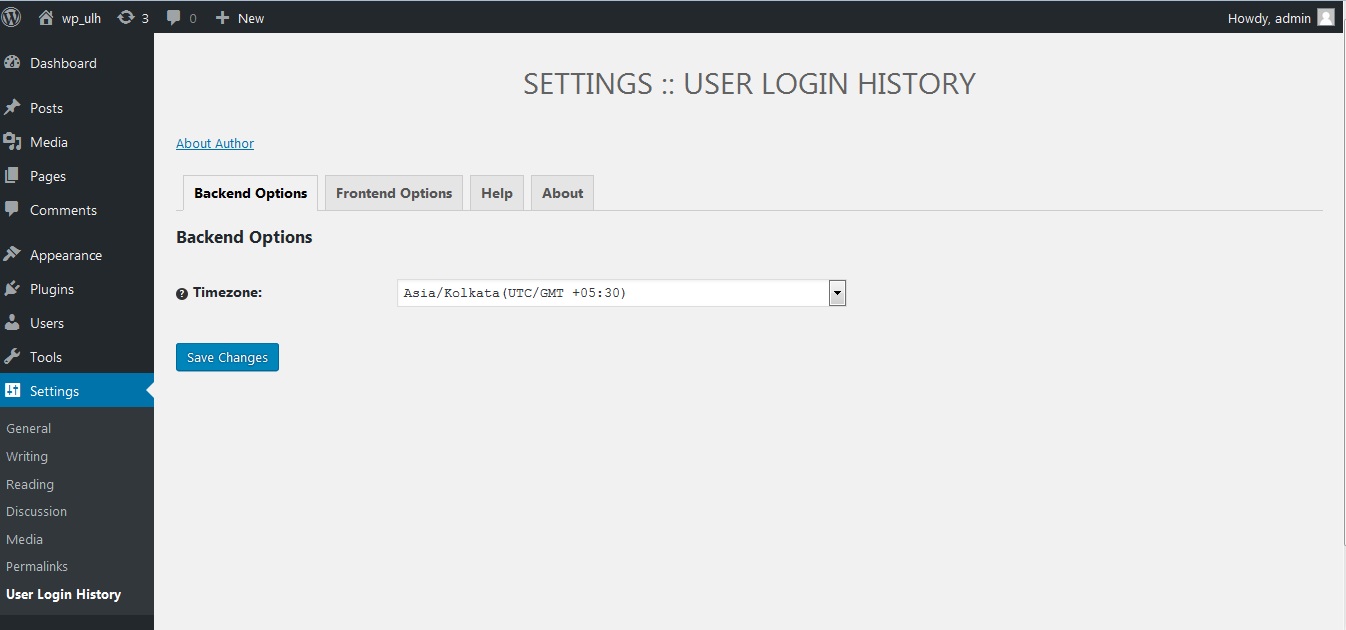 wp_ulh 3 0 New Howdy, admin
Dashboard
Posts
Media
Pages
Comments
Appearance
Plugins
Users
Tools
Settings
General
Writing
Reading
Discussion
Media
Permalinks
User Login History
SETTINGS :: USER LOGIN HISTORY
About Author
Backend Options Frontend Options Help About
Backend Options
Timezone: Asia/Kolkata(UTC/GMT +05:30)
Save Changes